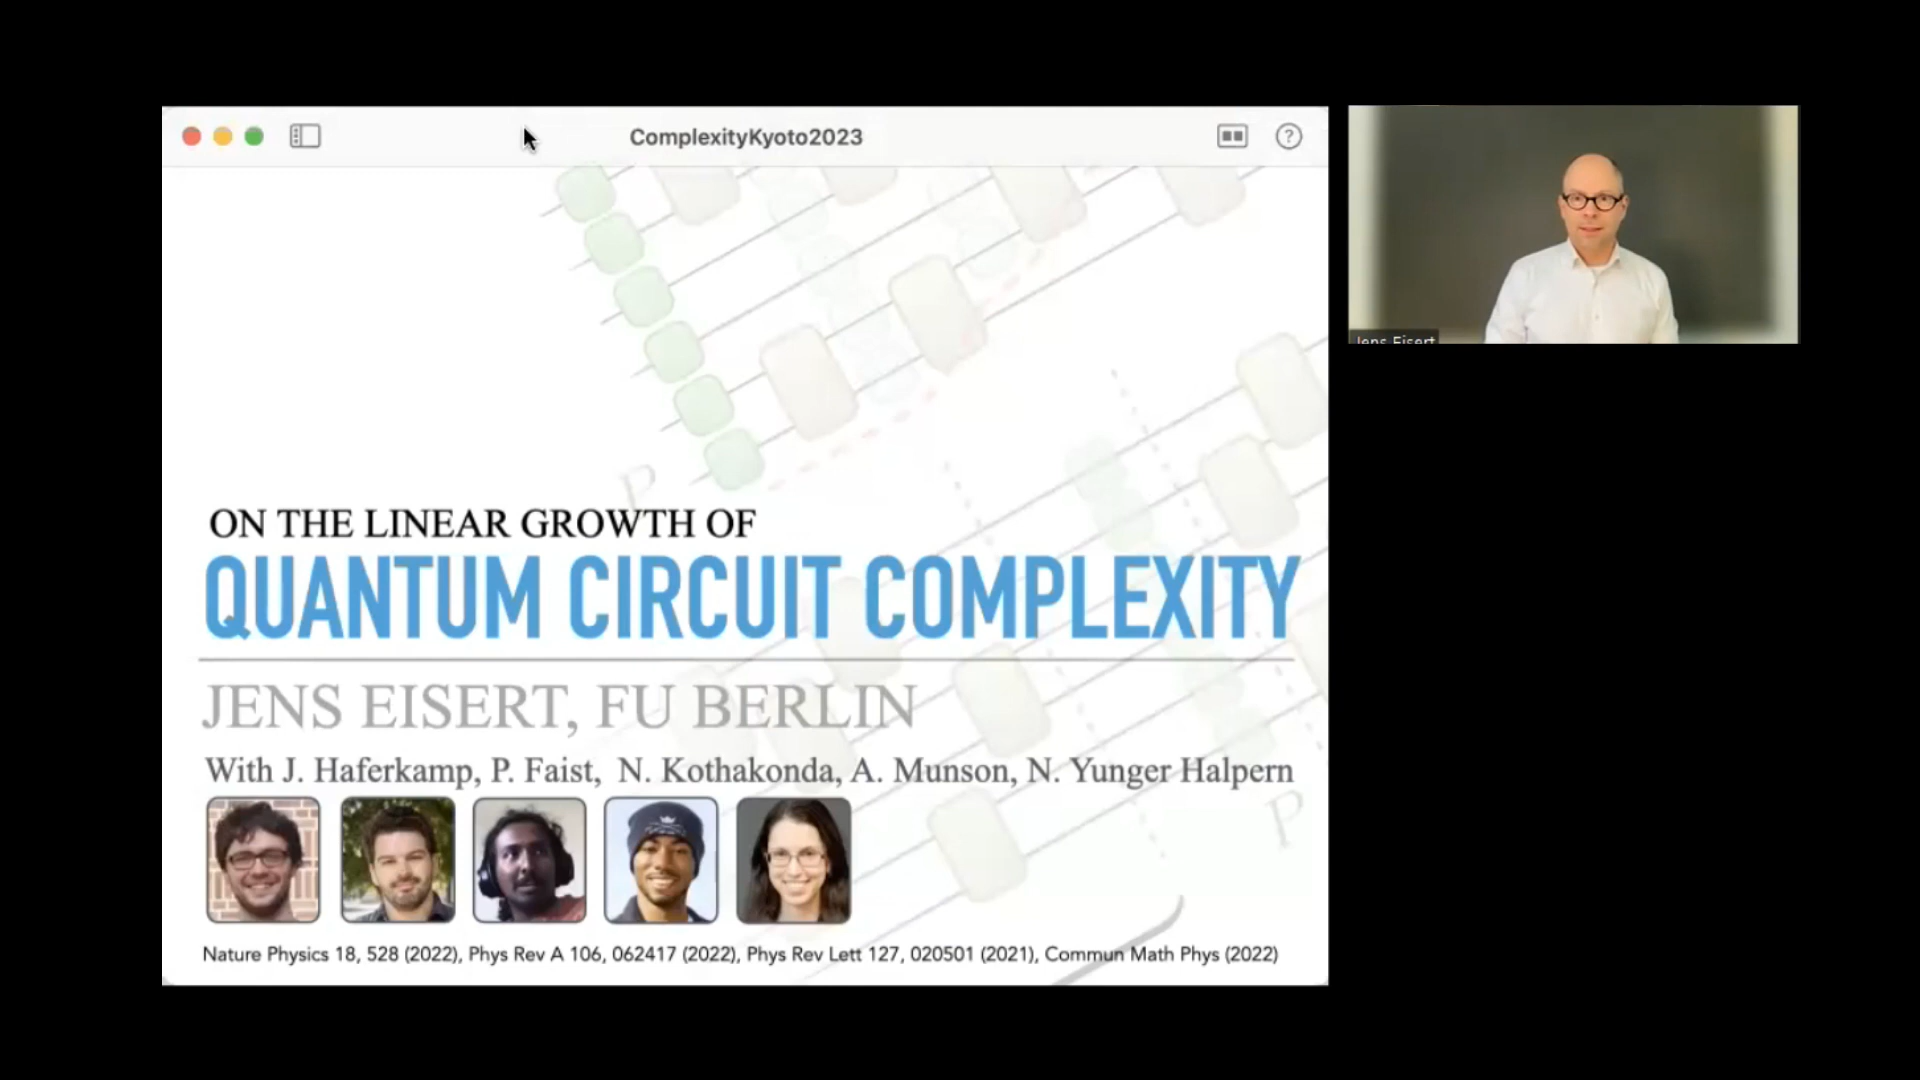 ComplexityKyoto2023
?
ON THE LINEAR GROWTH OF
QUANTUM CIRCUIT COMPLEXITY
JENS EISERT, FU BERLIN
With J. Haferkamp, P. Faist, N. Kothakonda, A. Munson, N. Yunger Halpern
Nature Physics 18, 528 (2022), Phys Rev A 106, 062417 (2022), Phys Rev Lett 127, 020501 (2021), Commun Math Phys (2022)
P
P
Jens Eisert